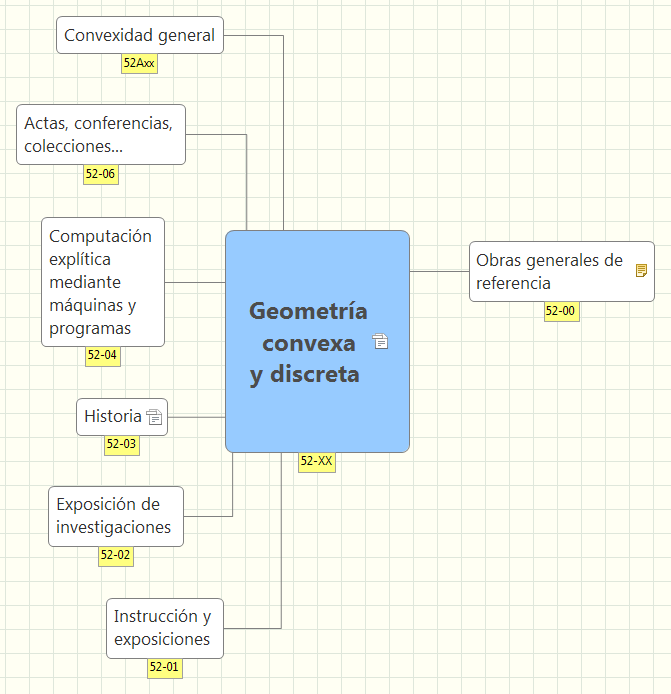 Convexidad general
52Axx
Actas, conferencias,
colecciones...
52-06
Computación
explítica
mediante
máquinas y
programas
52-04
Historia
52-03
Exposición de
investigaciones
52-02
Instrucción y
exposiciones
52-01
Geometría
convexa
y discreta
52-XX
Obras generales de
referencia
52-00